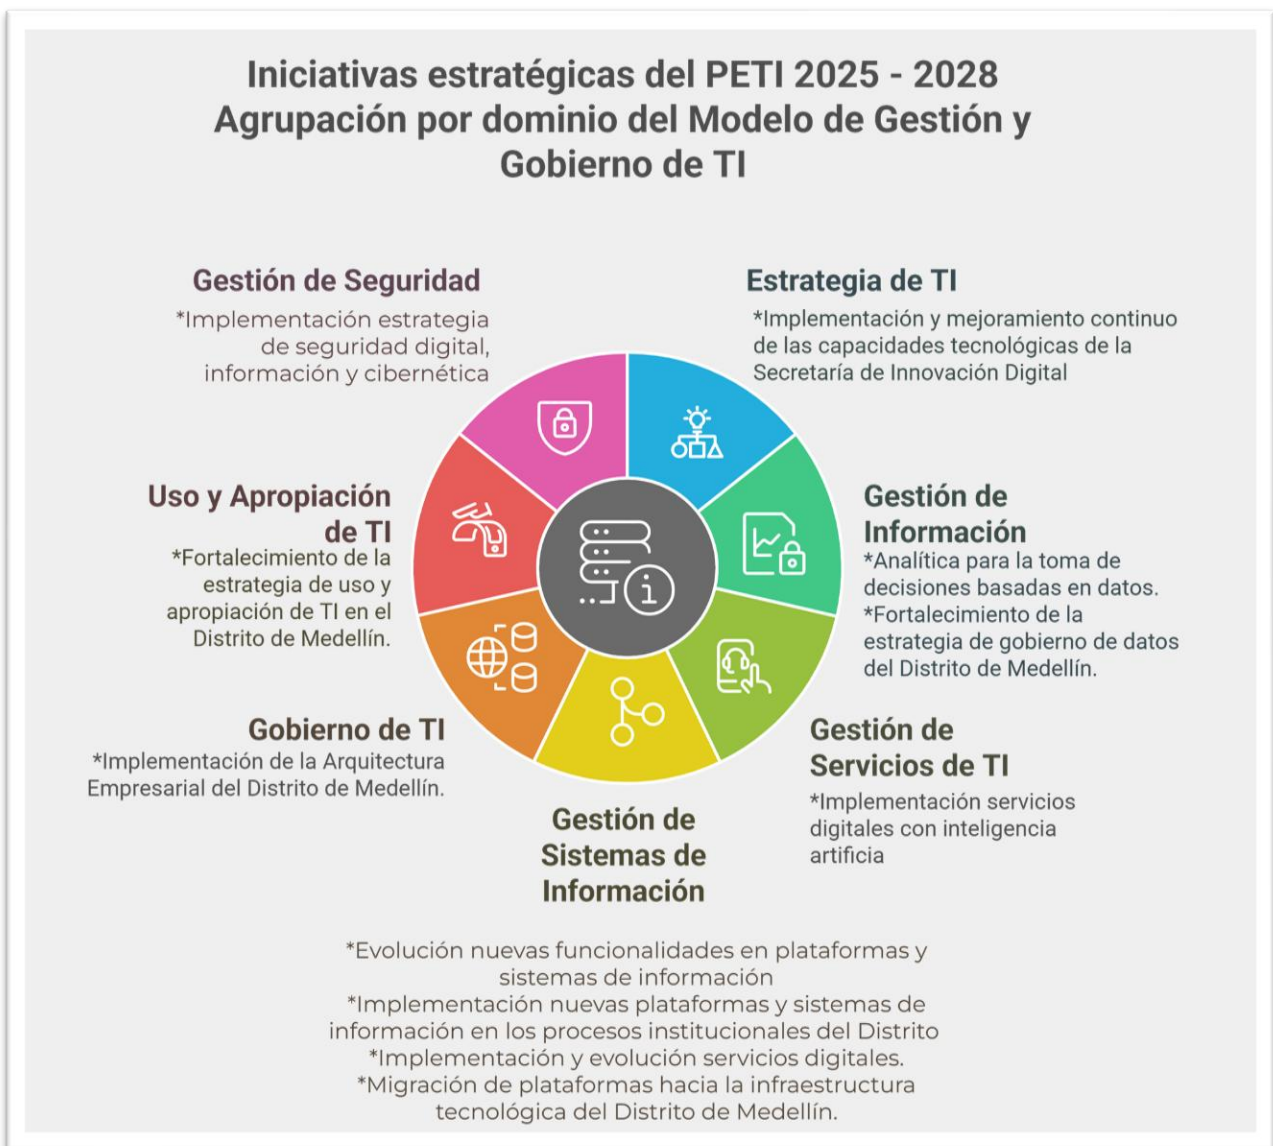 Iniciativas estratégicas del PETI 2025 - 2028
Agrupación por dominio del Modelo de Gestión y
Gobierno de TI
Gestión de Seguridad
*Implementación estrategia
de seguridad digital,
información y cibernética
Estrategia de TI
*Implementación y mejoramiento continuo
de las capacidades tecnológicas de la
Secretaría de Innovación Digital
Uso y Apropiación
de TI
*Fortalecimiento de la
estrategia de uso y
apropiación de TI en el
Distrito de Medellín.
Gestión de
Información
*Analítica para la toma de
decisiones basadas en datos.
*Fortalecimiento de la
estrategia de gobierno de datos
del Distrito de Medellín.
Gobierno de TI
*Implementación de la Arquitectura
Empresarial del Distrito de Medellín.
Gestión de
Servicios de TI
*Implementación servicios
digitales con inteligencia
artificia
Gestión de
Sistemas de
Información
*Evolución nuevas funcionalidades en plataformas y
sistemas de información
*Implementación nuevas plataformas y sistemas de
información en los procesos institucionales del Distrito
*Implementación y evolución servicios digitales.
*Migración de plataformas hacia la infraestructura
tecnológica del Distrito de Medellín.